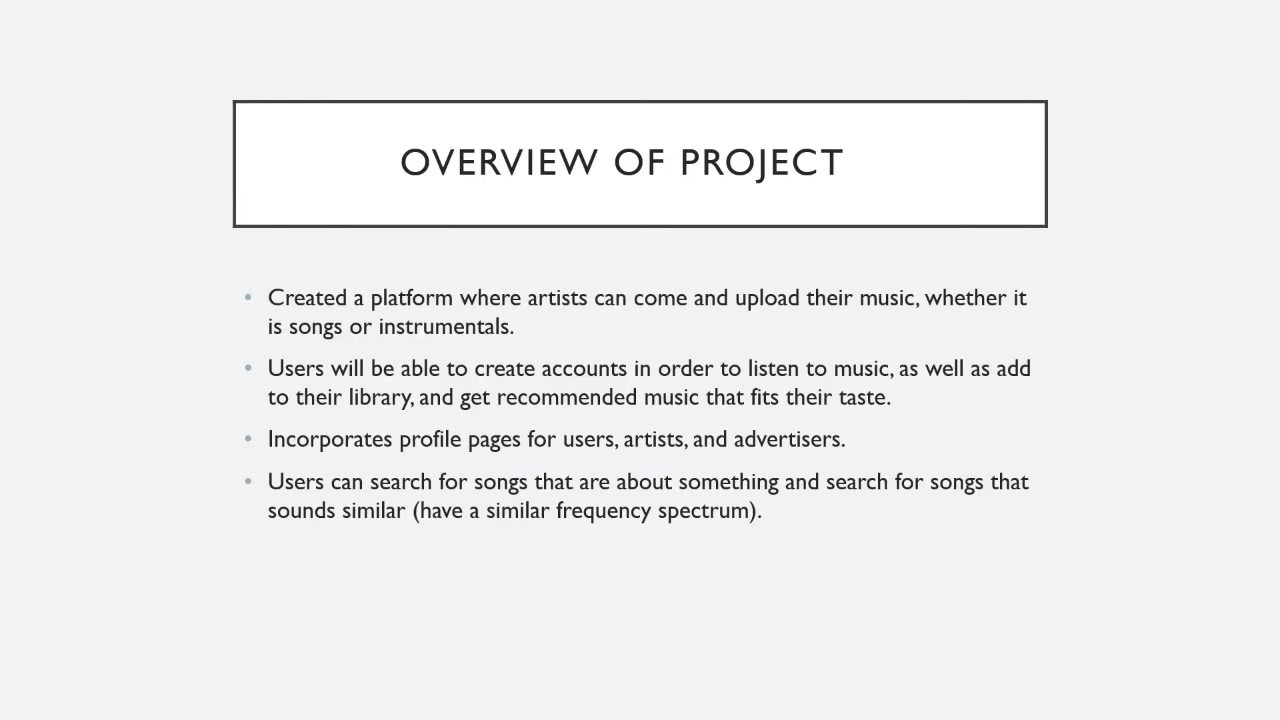 OVERVIEW OF PROJECT
• Created a platform where artists can come and upload their music, whether it
is songs or instrumentals.
• Users will be able to create accounts in order to listen to music, as well as add
to their library, and get recommended music that fits their taste.
• Incorporates profile pages for users, artists, and advertisers.
• Users can search for songs that are about something and search for songs that
sounds similar (have a similar frequency spectrum).